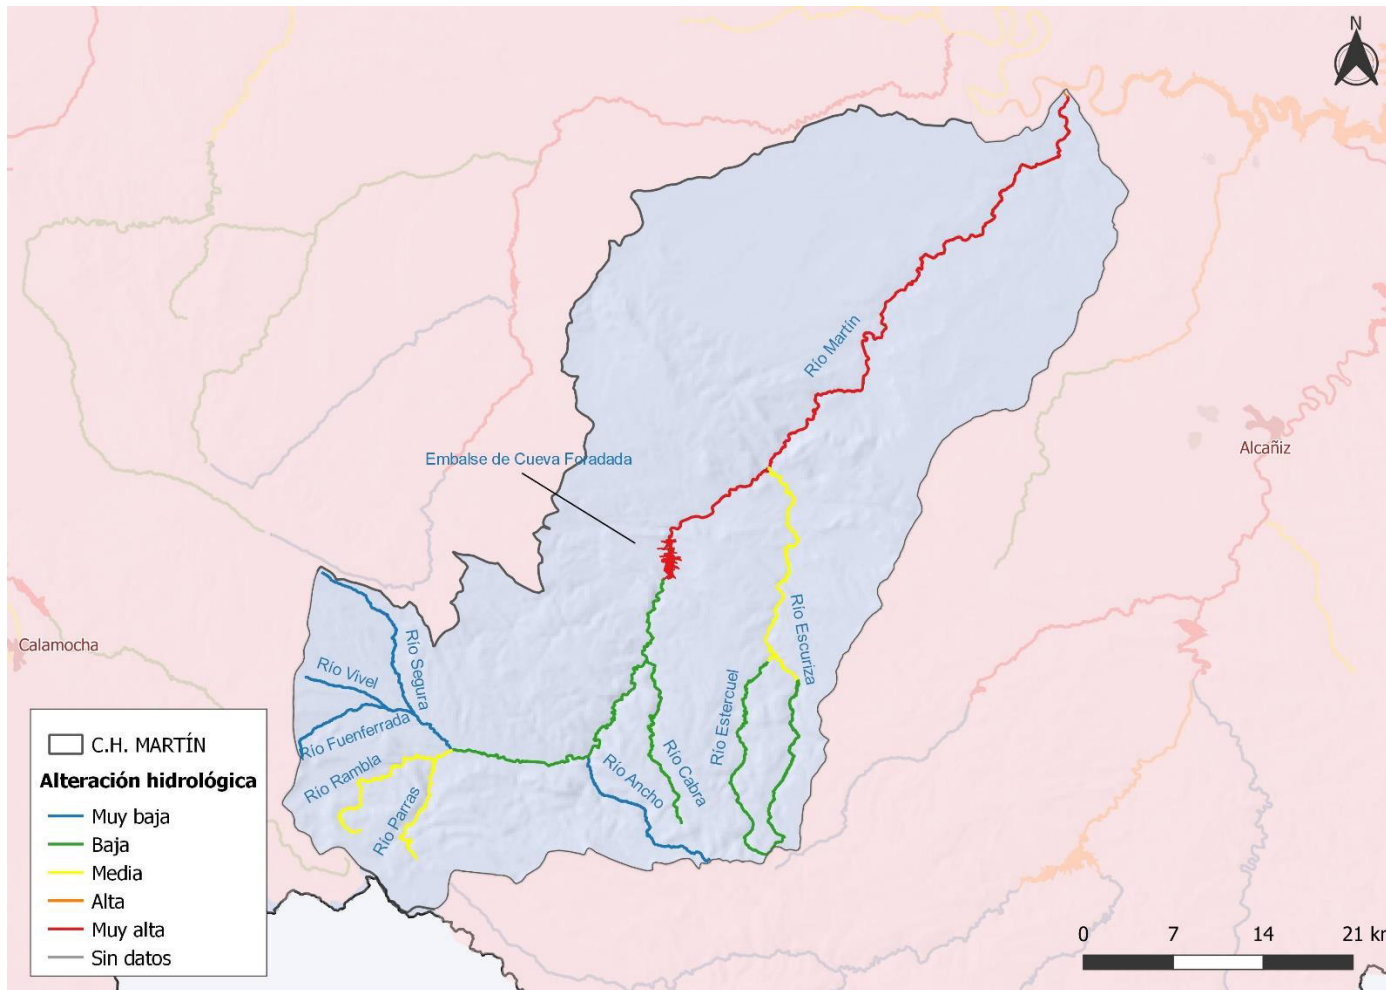 N
Río Martín
Alcañiz
Embalse de Cueva Foradada
Calamocha
Río Segura
Río Vivel
Río Fuenferrada
Río Rambla
Río Parras
Río Ancho
Río Cabra
Río Estercuel
Río Escuriza
C.H. MARTÍN
Alteración hidrológica
Muy baja
Baja
Media
Alta
Muy alta
Sin datos
0 7 14 21 km